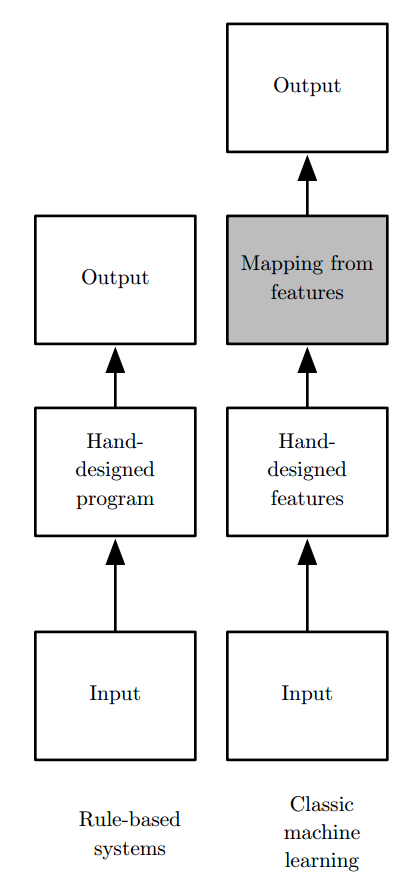 Output
Output
Mapping from
features
Hand-
designed
program
Hand-
designed
features
Input
Input
Rule-based
systems
Classic
machine
learning